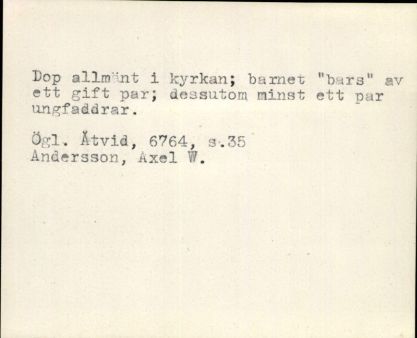 Dop allmänt i kyrkan; barnet "bars" av
ett gift par; dessutom minst ett par
ungfaddrar.
Ögl. Åtvid, 6764, s.35
Andersson, Axel W.